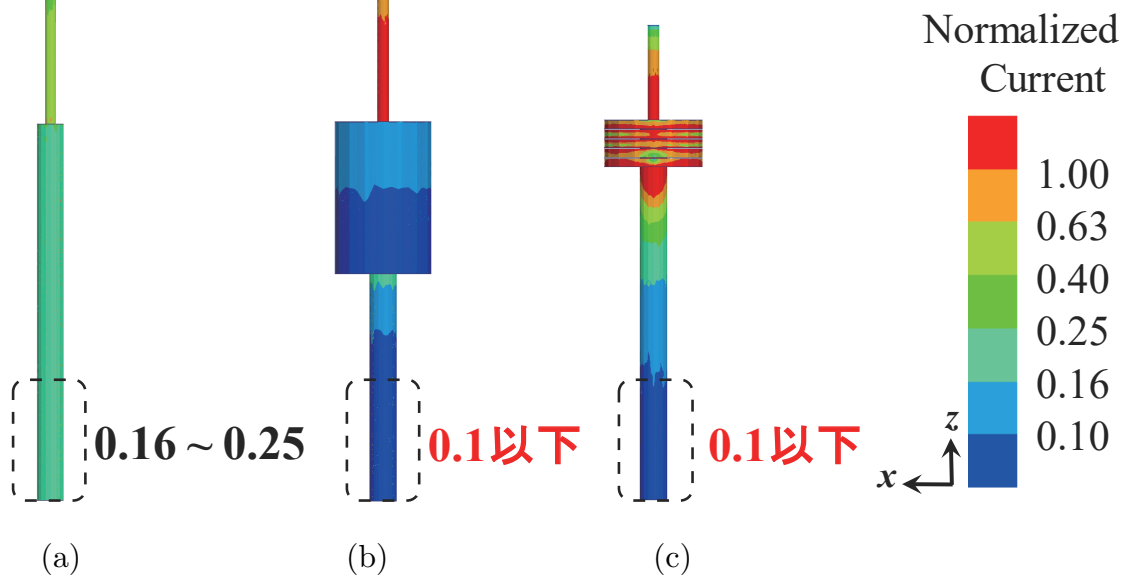 Normalized
Current
1.00
0.63
0.40
0.25
0.16
0.10
z
x
0.16 ~ 0.25
0.1以下
0.1以下
(a)
(b)
(c)